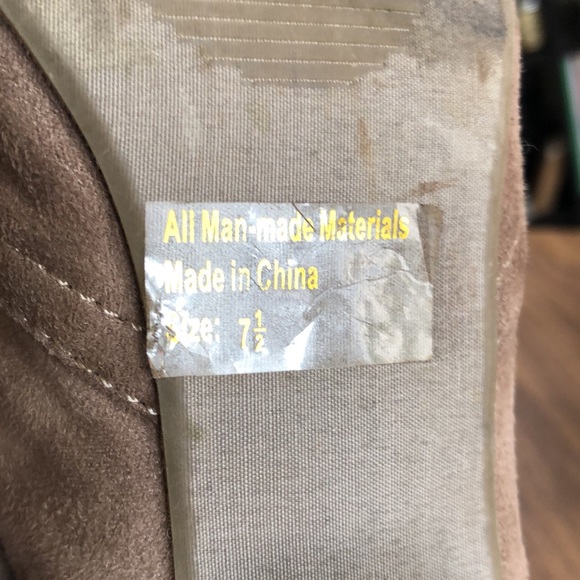 All Man-made Materials
Made in China
Size: 7½